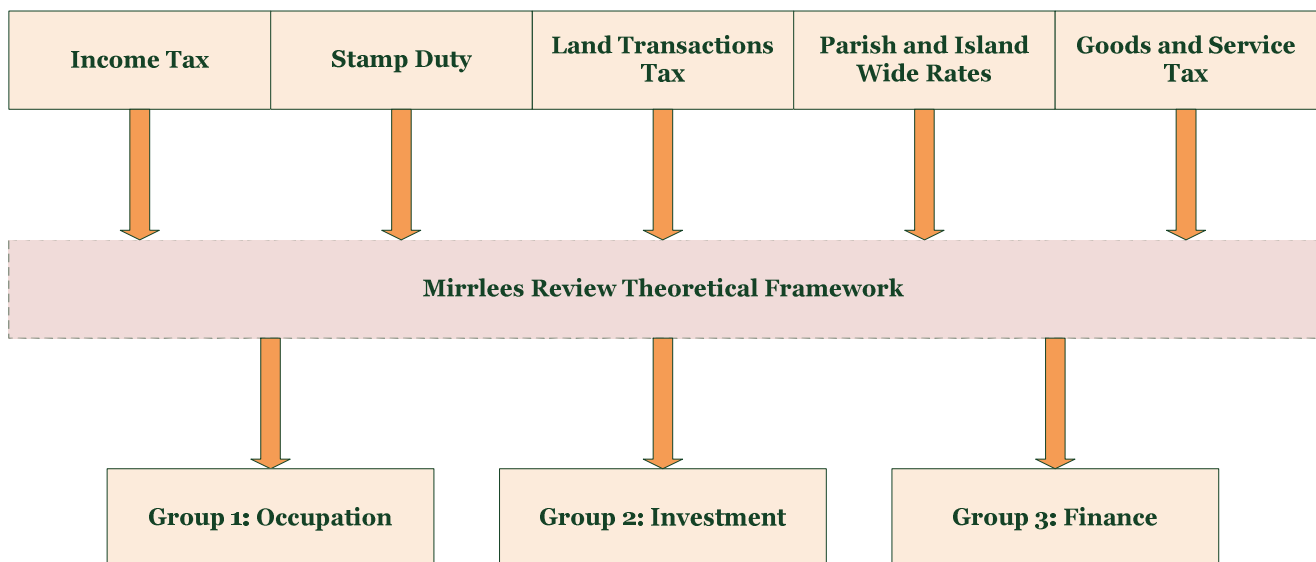 Income Tax
Stamp Duty
Land Transactions
Tax
Parish and Island
Wide Rates
Goods and Service
Tax
Mirrlees Review Theoretical Framework
Group 1: Occupation
Group 2: Investment
Group 3: Finance